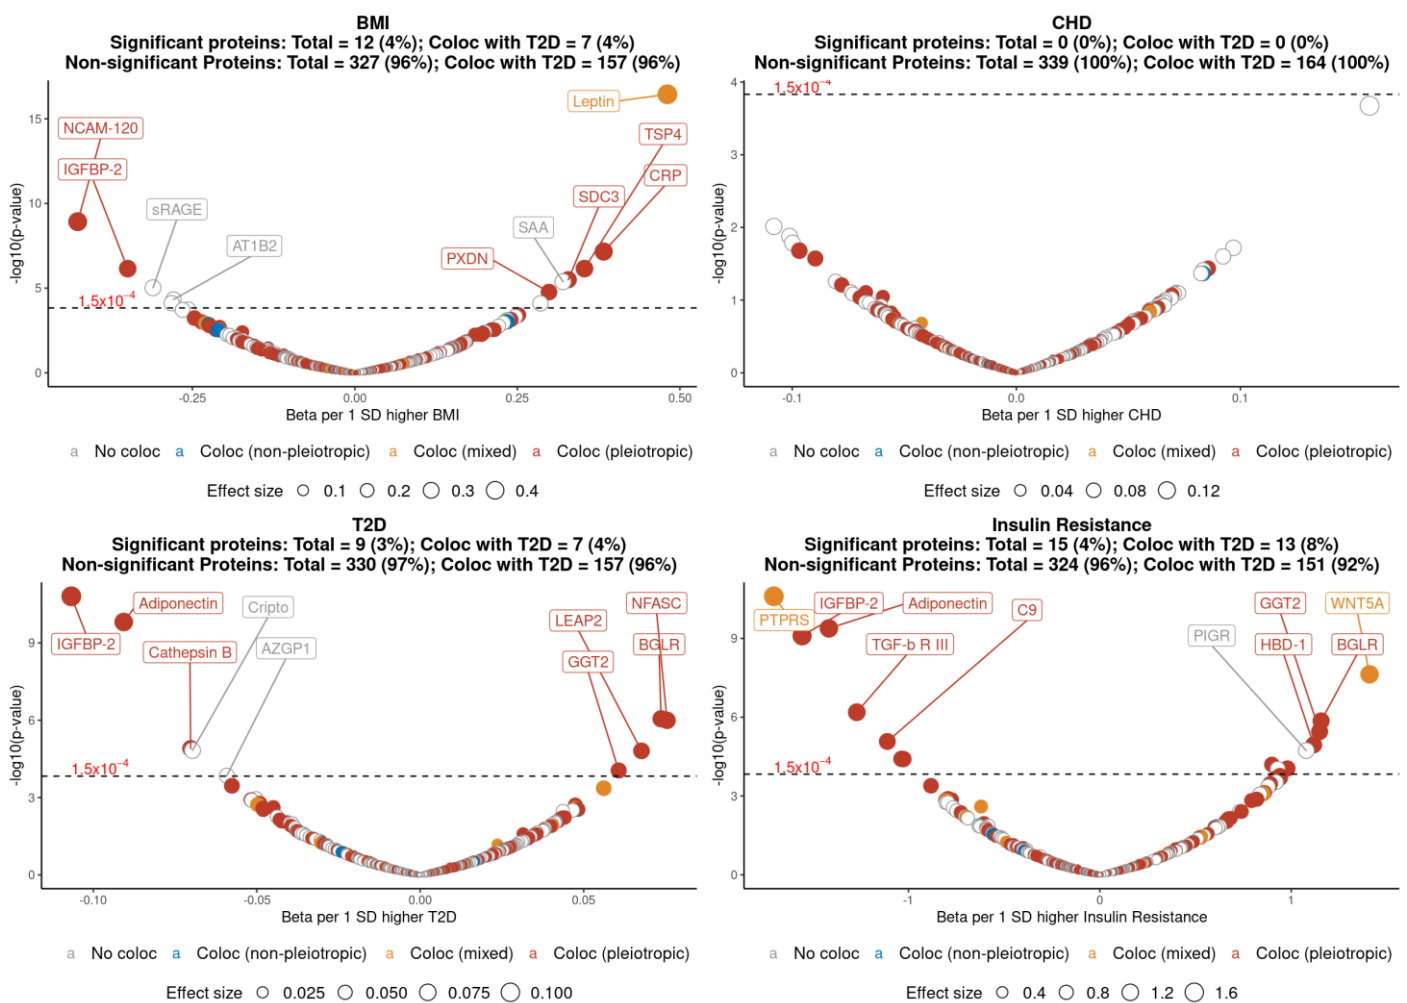 BMI
Significant proteins: Total = 12 (4%); Coloc with T2D = 7 (4%)
Non-significant Proteins: Total = 327 (96%); Coloc with T2D = 157 (96%)
-log10(p-value)
15
10
5
0
Leptin
NCAM-120
TSP4
IGFBP-2
CRP
SDC3
sRAGE
SAA
AT1B2
PXDN
1.5x10⁻⁴
-0.25
0.00
0.25
0.50
Beta per 1 SD higher BMI
a No coloc a Coloc (non-pleiotropic) a Coloc (mixed) a Coloc (pleiotropic)
Effect size 0.1 0.2 0.3 0.4
CHD
Significant proteins: Total = 0 (0%); Coloc with T2D = 0 (0%)
Non-significant Proteins: Total = 339 (100%); Coloc with T2D = 164 (100%)
-log10(p-value)
4
3
2
1
0
1.5x10⁻⁴
-0.1
0.0
0.1
Beta per 1 SD higher CHD
a No coloc a Coloc (non-pleiotropic) a Coloc (mixed) a Coloc (pleiotropic)
Effect size 0.04 0.08 0.12
T2D
Significant proteins: Total = 9 (3%); Coloc with T2D = 7 (4%)
Non-significant Proteins: Total = 330 (97%); Coloc with T2D = 157 (96%)
-log10(p-value)
9
6
3
0
Adiponectin
Cripto
NFASC
LEAP2
IGFBP-2
Cathepsin B
AZGP1
BGLR
GGT2
1.5x10⁻⁴
-0.10
-0.05
0.00
0.05
Beta per 1 SD higher T2D
a No coloc a Coloc (non-pleiotropic) a Coloc (mixed) a Coloc (pleiotropic)
Effect size 0.025 0.050 0.075 0.100
Insulin Resistance
Significant proteins: Total = 15 (4%); Coloc with T2D = 13 (8%)
Non-significant Proteins: Total = 324 (96%); Coloc with T2D = 151 (92%)
-log10(p-value)
9
6
3
0
IGFBP-2
Adiponectin
C9
GGT2
WNT5A
PTPRS
PIGR
TGF-b R III
HBD-1
BGLR
1.5x10⁻⁴
-1
0
1
Beta per 1 SD higher Insulin Resistance
a No coloc a Coloc (non-pleiotropic) a Coloc (mixed) a Coloc (pleiotropic)
Effect size 0.4 0.8 1.2 1.6